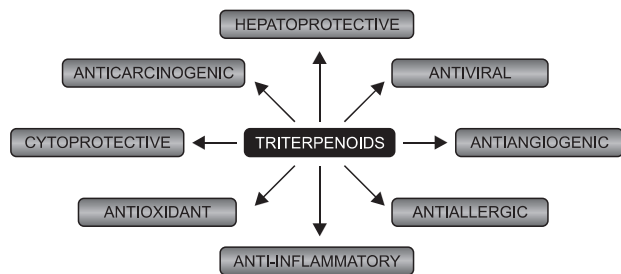 HEPATOPROTECTIVE
ANTICARCINOGENIC
ANTIVIRAL
CYTOPROTECTIVE
TRITERPENOIDS
ANTIANGIOGENIC
ANTIOXIDANT
ANTIALLERGIC
ANTI-INFLAMMATORY